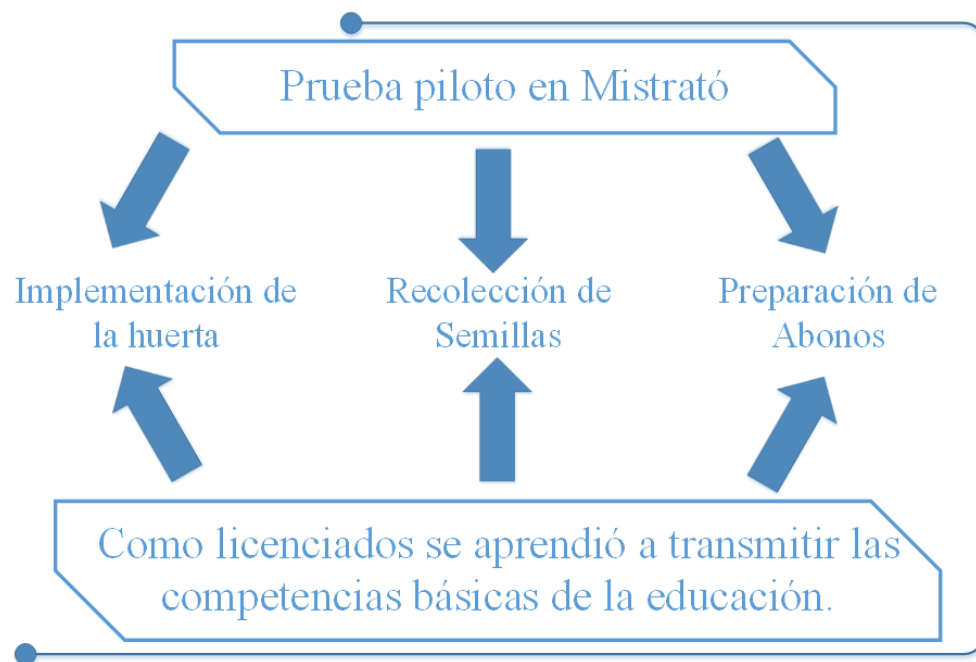 Prueba piloto en Mistrató
Implementación de
la huerta
Recolección de
Semillas
Preparación de
Abonos
Como licenciados se aprendió a transmitir las
competencias básicas de la educación.